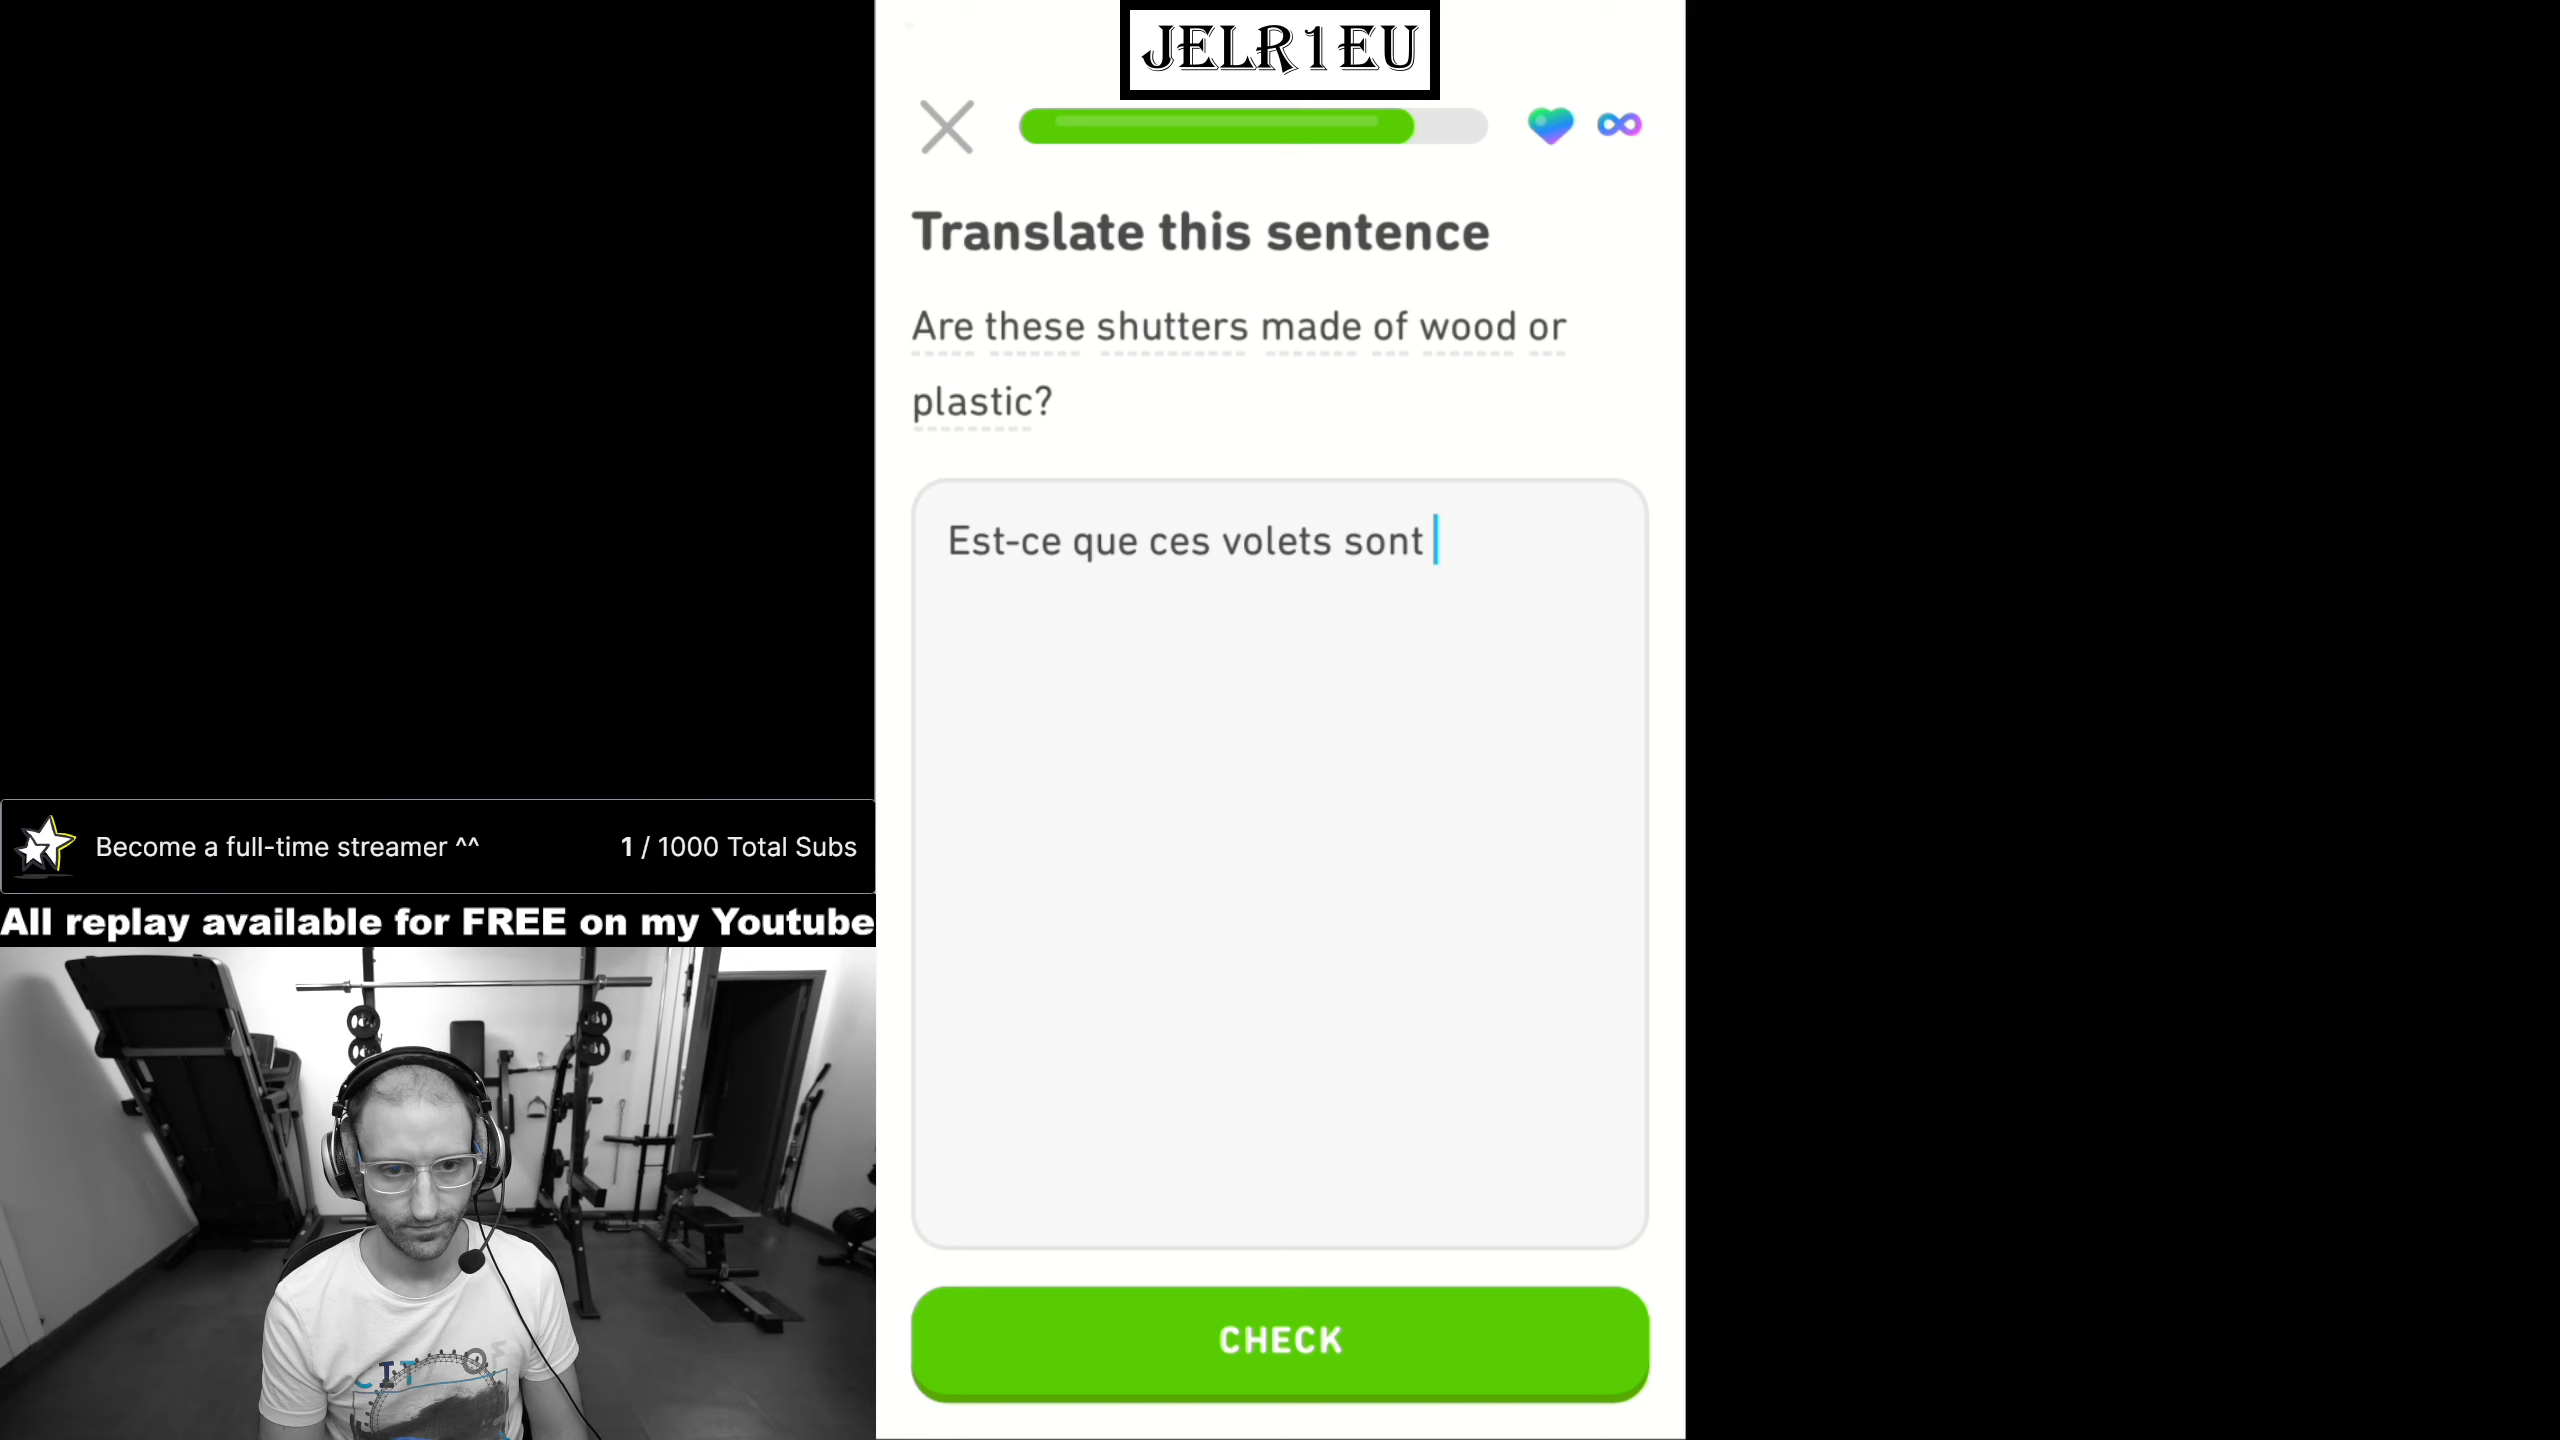 JELR1EU
Translate this sentence
Are these shutters made of wood or
plastic?
Est-ce que ces volets sont
CHECK
Become a full-time streamer ^^
1 / 1000 Total Subs
All replay available for FREE on my Youtube